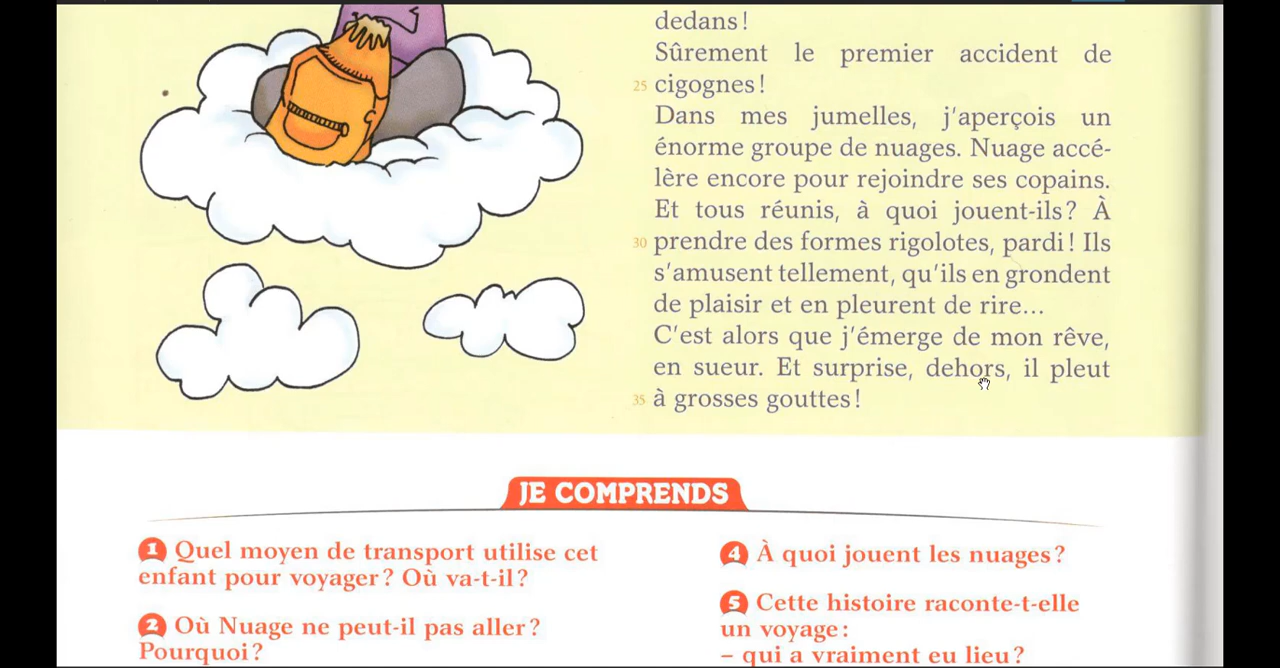 dedans !
Sûrement le premier accident de
25 cigognes !
Dans mes jumelles, j'aperçois un
énorme groupe de nuages. Nuage accé-
lère encore pour rejoindre ses copains.
Et tous réunis, à quoi jouent-ils ? À
30 prendre des formes rigolotes, pardi ! Ils
s'amusent tellement, qu'ils en grondent
de plaisir et en pleurent de rire...
C'est alors que j'émerge de mon rêve,
en sueur. Et surprise, dehors, il pleut
35 à grosses gouttes !
JE COMPRENDS
1 Quel moyen de transport utilise cet
enfant pour voyager ? Où va-t-il ?
2 Où Nuage ne peut-il pas aller ?
Pourquoi ?
4 À quoi jouent les nuages ?
5 Cette histoire raconte-t-elle
un voyage :
– qui a vraiment eu lieu ?